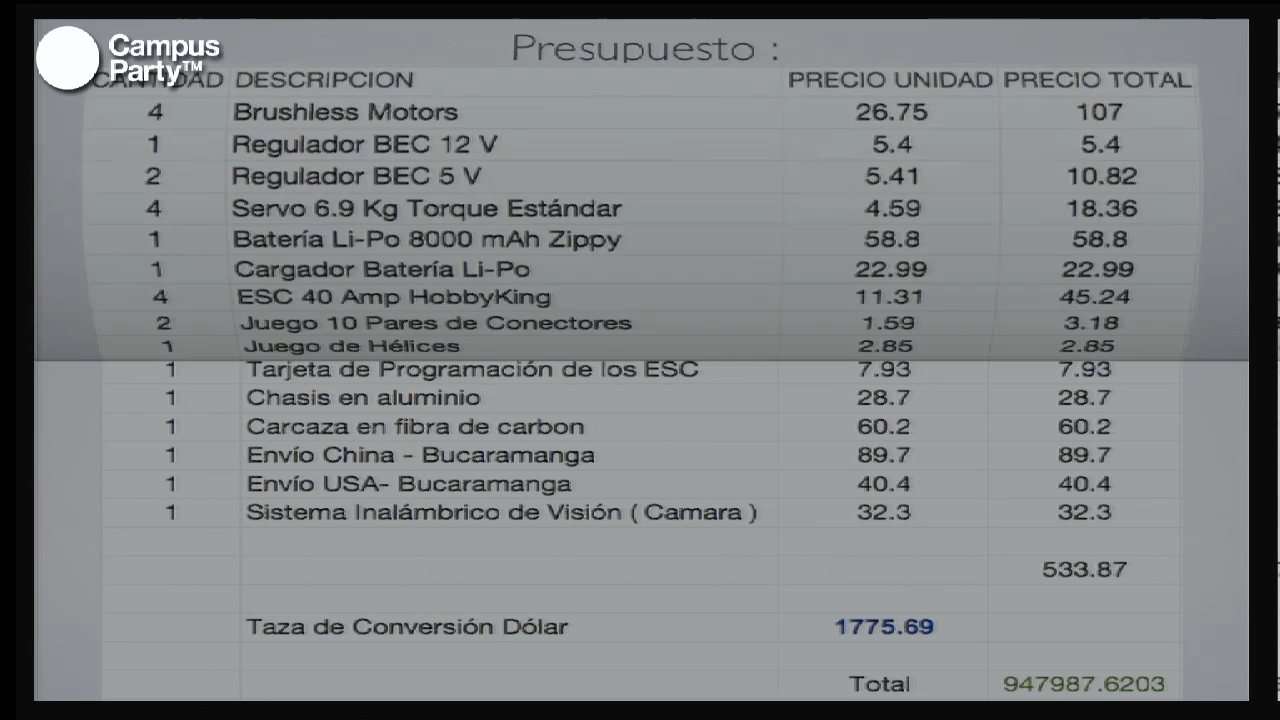 Campus
Party™
Presupuesto :
CANTIDAD DESCRIPCION PRECIO UNIDAD PRECIO TOTAL
4 Brushless Motors 26.75 107
1 Regulador BEC 12 V 5.4 5.4
2 Regulador BEC 5 V 5.41 10.82
4 Servo 6.9 Kg Torque Estándar 4.59 18.36
1 Batería Li-Po 8000 mAh Zippy 58.8 58.8
1 Cargador Batería Li-Po 22.99 22.99
4 ESC 40 Amp HobbyKing 11.31 45.24
2 Juego 10 Pares de Conectores 1.59 3.18
1 Juego de Hélices 2.85 2.85
1 Tarjeta de Programación de los ESC 7.93 7.93
1 Chasis en aluminio 28.7 28.7
1 Carcaza en fibra de carbon 60.2 60.2
1 Envío China - Bucaramanga 89.7 89.7
1 Envío USA- Bucaramanga 40.4 40.4
1 Sistema Inalámbrico de Visión ( Camara ) 32.3 32.3
533.87
Taza de Conversión Dólar 1775.69
Total 947987.6203